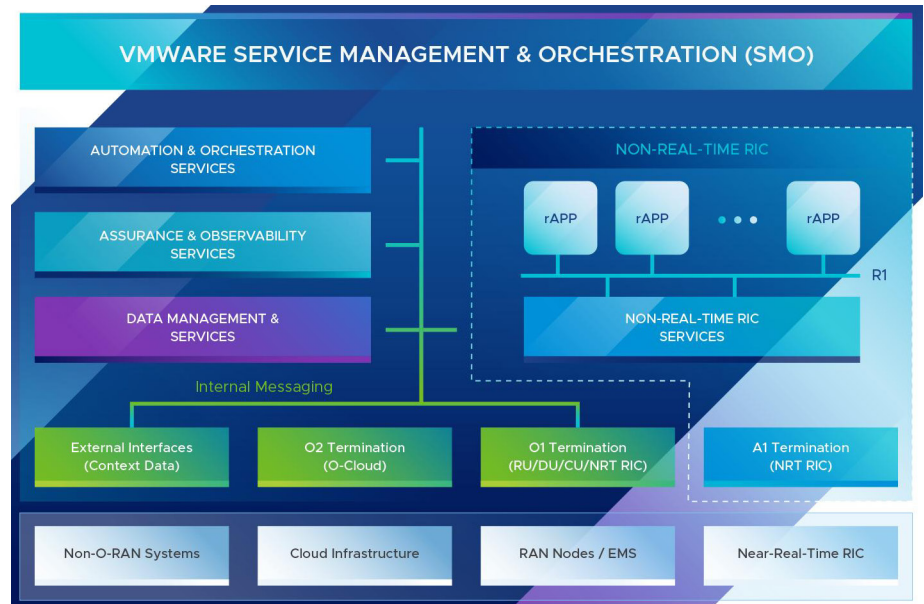 VMWARE SERVICE MANAGEMENT & ORCHESTRATION (SMO)
AUTOMATION & ORCHESTRATION
SERVICES
ASSURANCE & OBSERVABILITY
SERVICES
DATA MANAGEMENT &
SERVICES
NON-REAL-TIME RIC
rAPP
rAPP
rAPP
R1
NON-REAL-TIME RIC
SERVICES
Internal Messaging
External Interfaces
(Context Data)
O2 Termination
(O-Cloud)
O1 Termination
(RU/DU/CU/NRT RIC)
A1 Termination
(NRT RIC)
Non-O-RAN Systems
Cloud Infrastructure
RAN Nodes / EMS
Near-Real-Time RIC